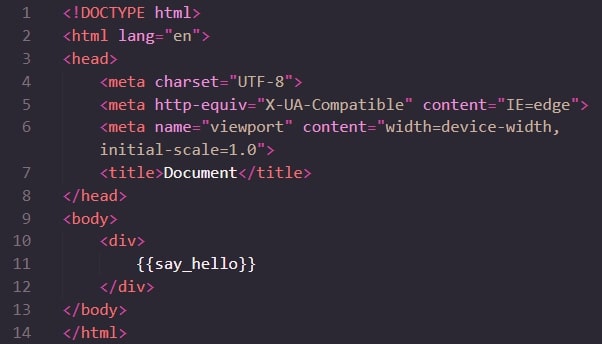 1 <!DOCTYPE html>
2 <html lang="en">
3 <head>
4 <meta charset="UTF-8">
5 <meta http-equiv="X-UA-Compatible" content="IE=edge">
6 <meta name="viewport" content="width=device-width,
initial-scale=1.0">
7 <title>Document</title>
8 </head>
9 <body>
10 <div>
11 {{say_hello}}
12 </div>
13 </body>
14 </html>